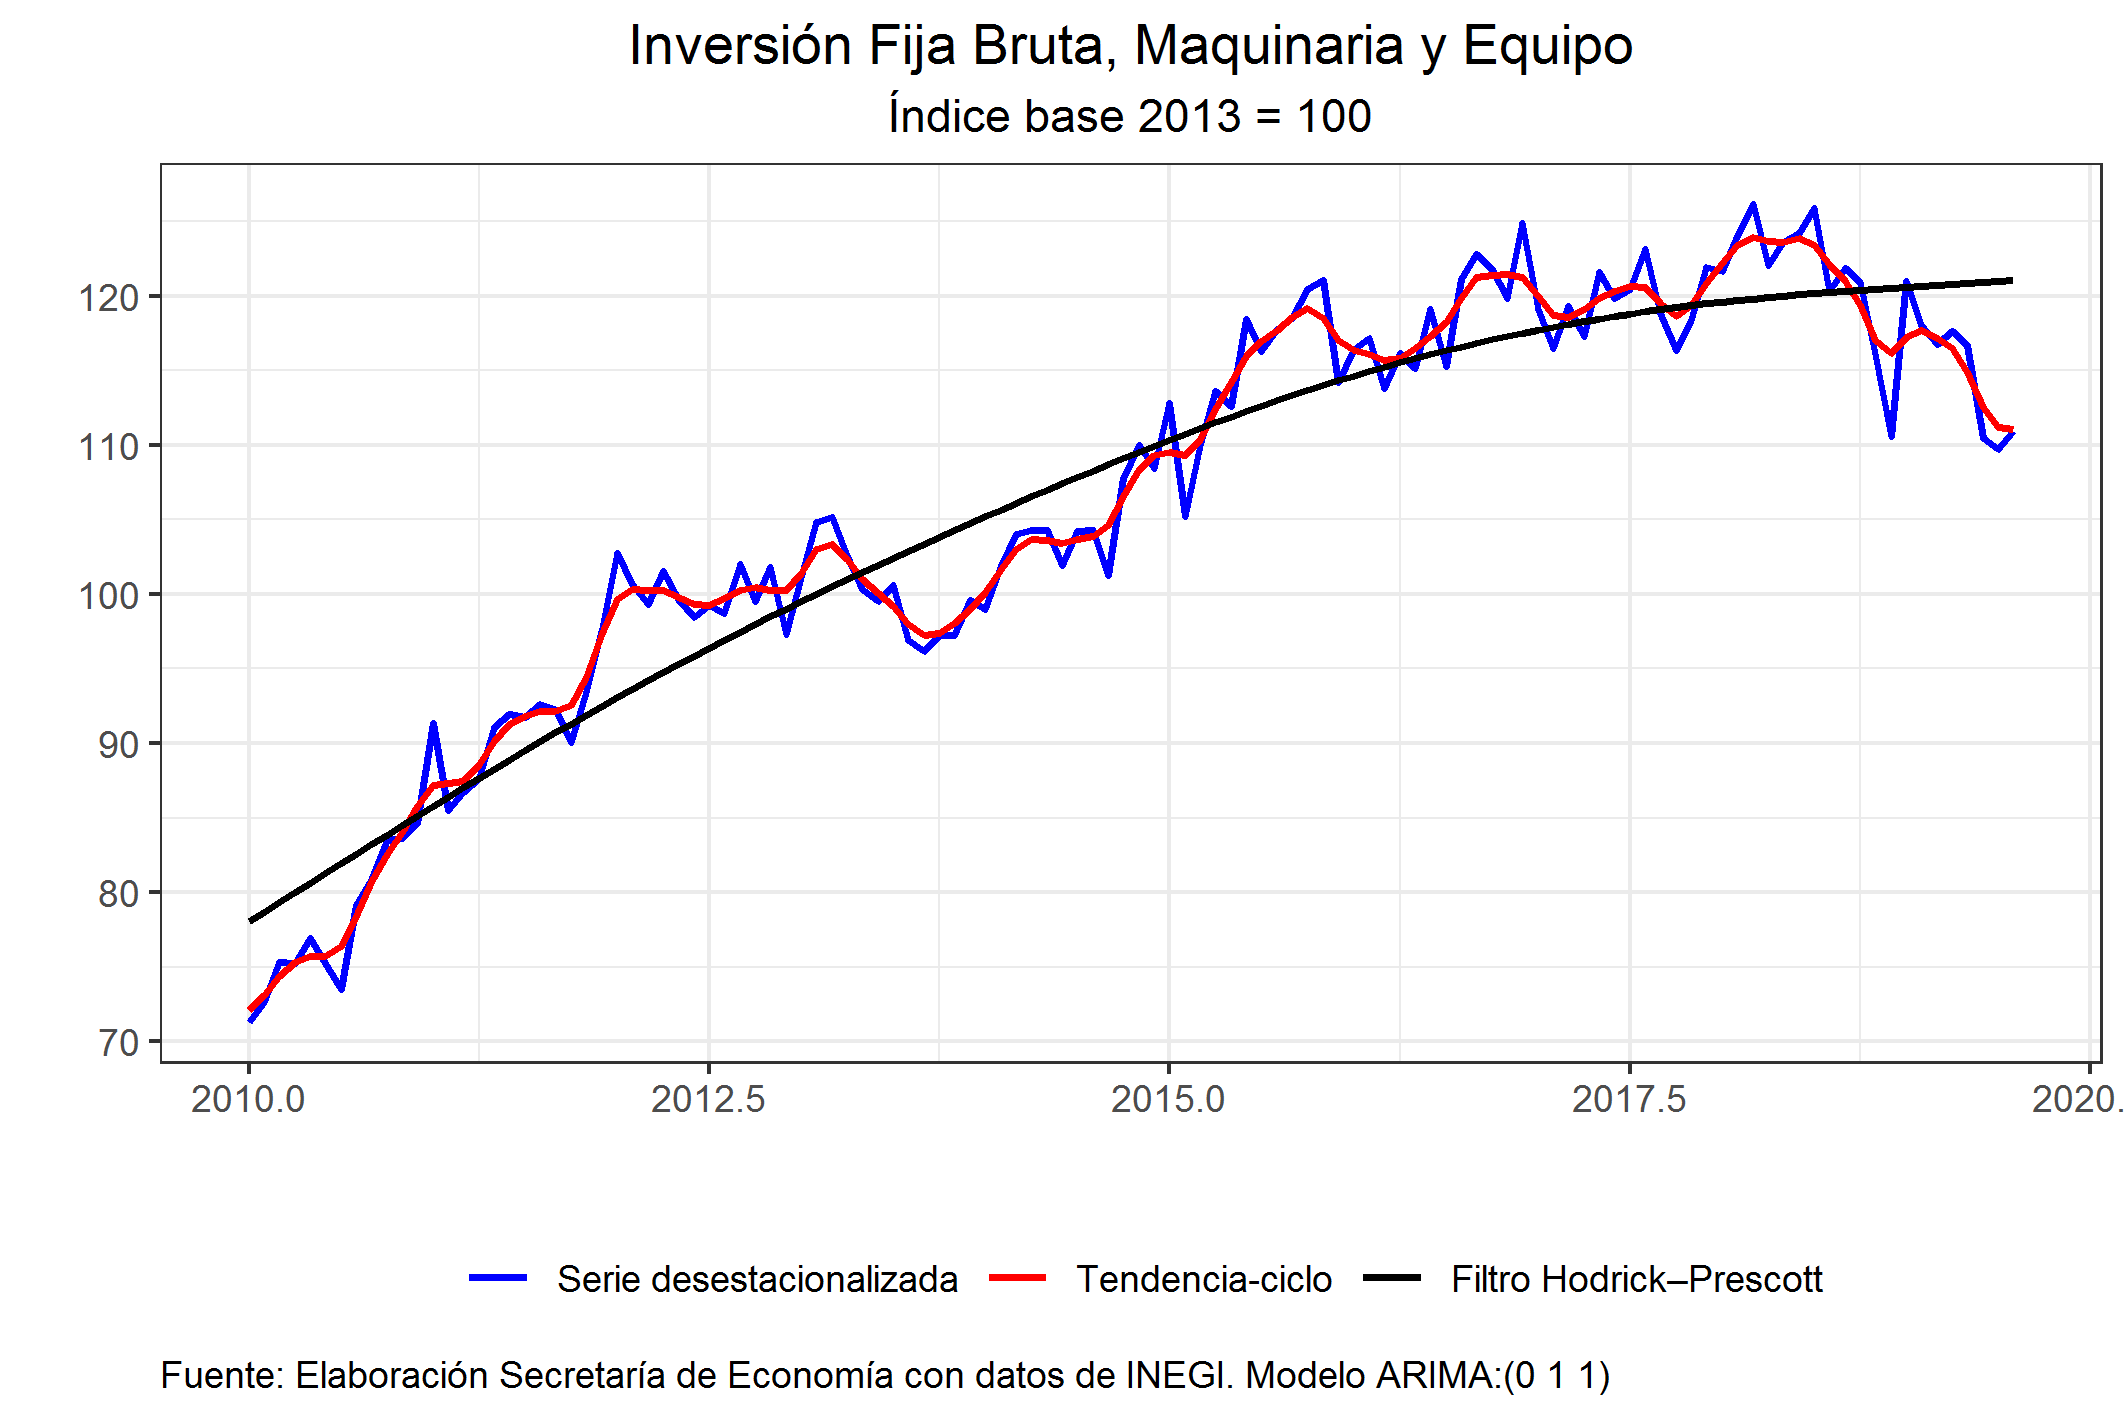 Inversión Fija Bruta, Maquinaria y Equipo
Índice base 2013 = 100
120
110
100
90
80
70
2010.0 2012.5 2015.0 2017.5 2020.
Serie desestacionalizada Tendencia-ciclo Filtro Hodrick–Prescott
Fuente: Elaboración Secretaría de Economía con datos de INEGI. Modelo ARIMA:(0 1 1)